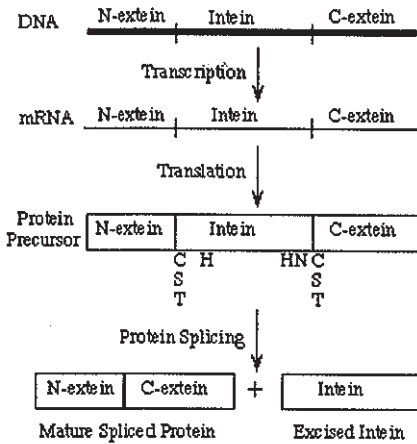 DNA N-extein Intein C-extein
Transcription
mRNA N-extein Intein C-extein
Translation
Protein Precursor N-extein Intein C-extein
C H HN C
S S
T T
Protein Splicing
N-extein C-extein + Intein
Mature Spliced Protein Excised Intein